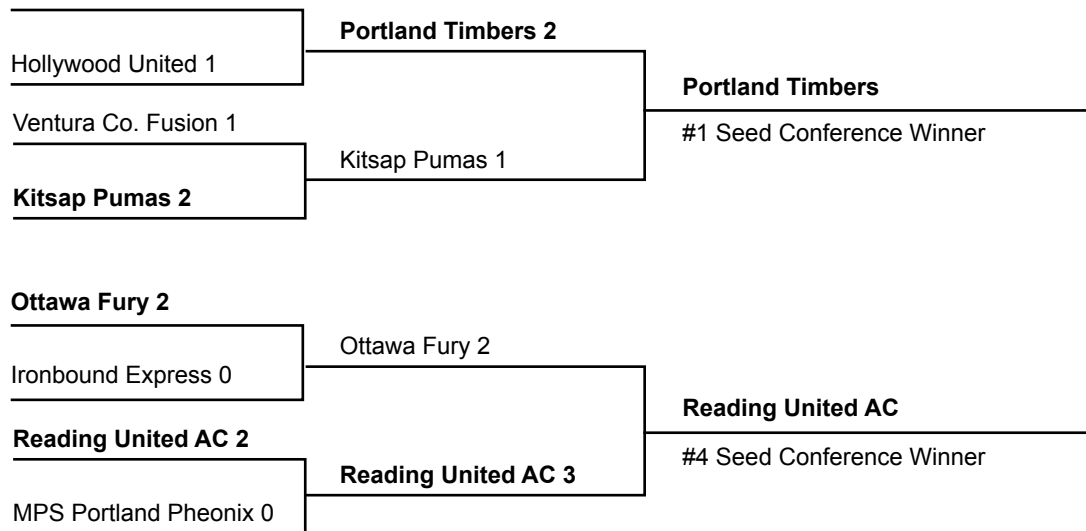 Portland Timbers 2
Hollywood United 1
Portland Timbers
Ventura Co. Fusion 1
#1 Seed Conference Winner
Kitsap Pumas 1
Kitsap Pumas 2
Ottawa Fury 2
Ottawa Fury 2
Ironbound Express 0
Reading United AC
Reading United AC 2
#4 Seed Conference Winner
Reading United AC 3
MPS Portland Pheonix 0